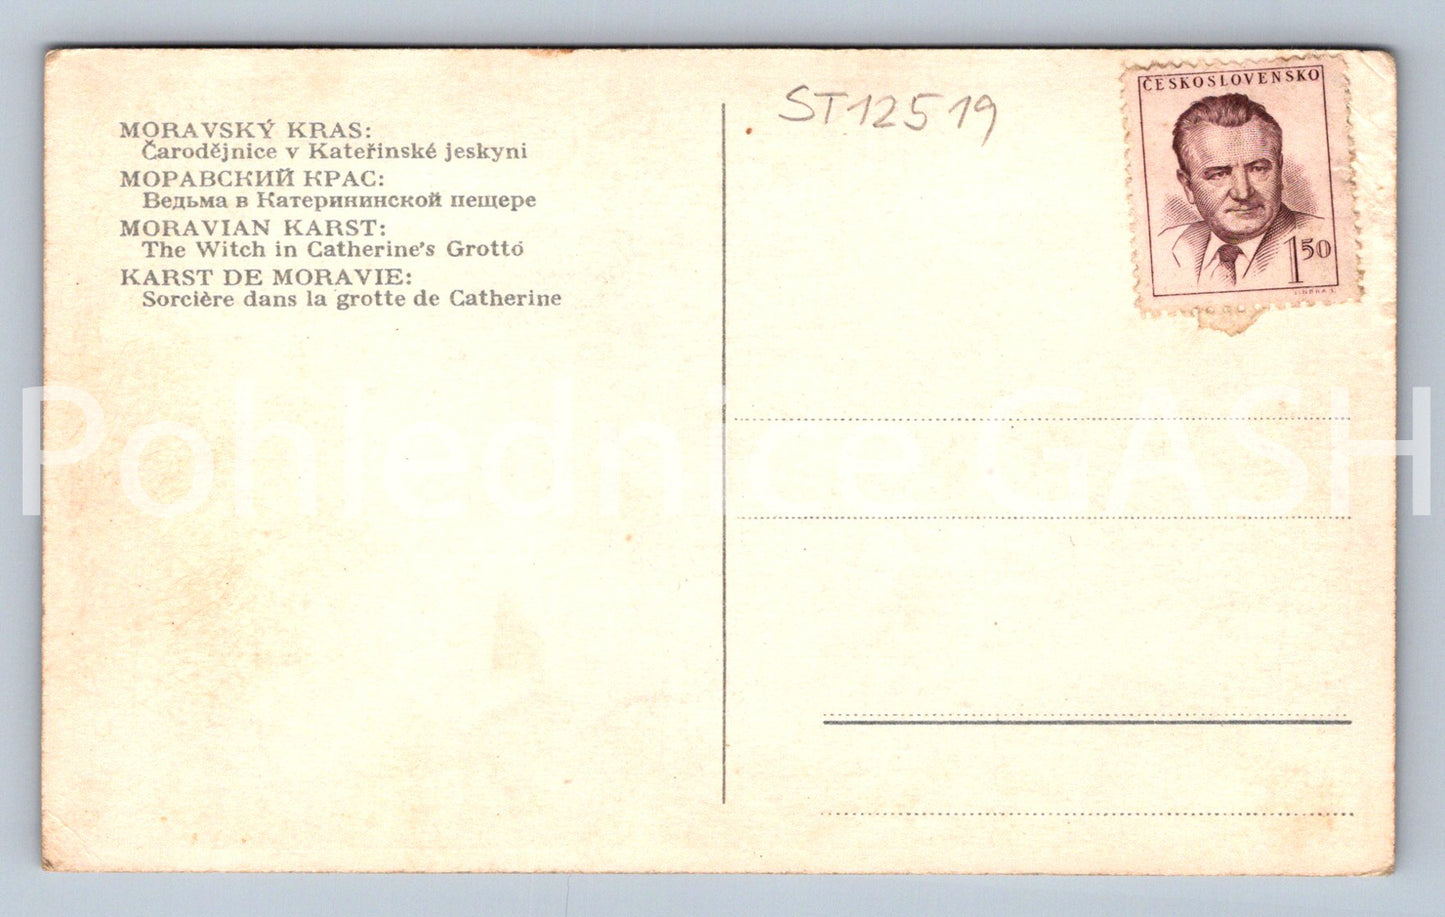 MORAVSKÝ KRAS:
Čarodějnice v Kateřinské jeskyni
МОРАВСКИЙ КРАС:
Ведьма в Катерининской пещере
MORAVIAN KARST:
The Witch in Catherine's Grotto
KARST DE MORAVIE:
Sorcière dans la grotte de Catherine
ST12519
ČESKOSLOVENSKO
1 50
Pohlednice GASH